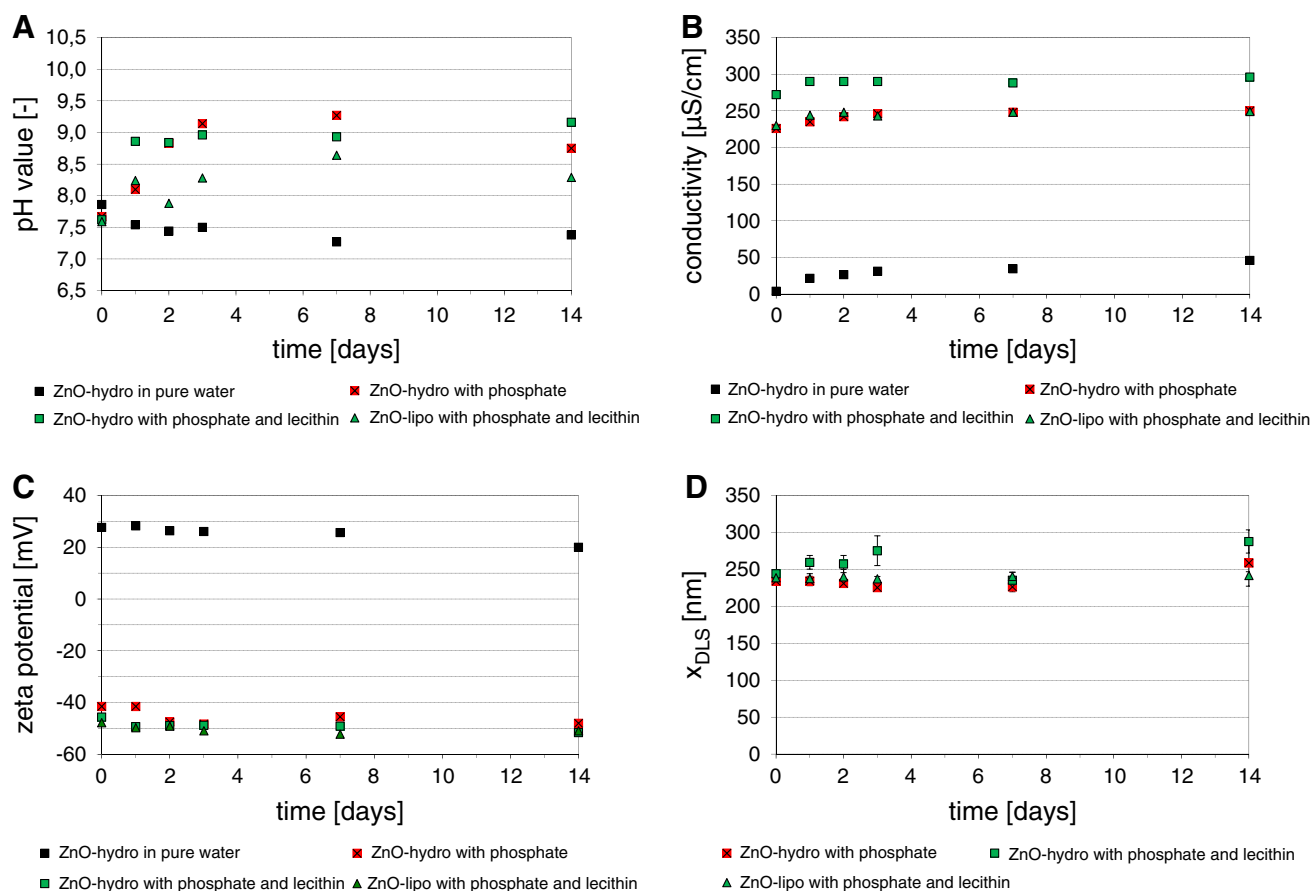 A
pH value [-]
10,5
10,0
9,5
9,0
8,5
8,0
7,5
7,0
6,5
0 2 4 6 8 10 12 14
time [days]
ZnO-hydro in pure water ZnO-hydro with phosphate
ZnO-hydro with phosphate and lecithin ZnO-lipo with phosphate and lecithin
B
conductivity [µS/cm]
350
300
250
200
150
100
50
0
0 2 4 6 8 10 12 14
time [days]
ZnO-hydro in pure water ZnO-hydro with phosphate
ZnO-hydro with phosphate and lecithin ZnO-lipo with phosphate and lecithin
C
zeta potential [mV]
40
20
0
-20
-40
-60
0 2 4 6 8 10 12 14
time [days]
ZnO-hydro in pure water ZnO-hydro with phosphate
ZnO-hydro with phosphate and lecithin ZnO-lipo with phosphate and lecithin
D
xDLS [nm]
350
300
250
200
150
100
50
0
0 2 4 6 8 10 12 14
time [days]
ZnO-hydro with phosphate ZnO-hydro with phosphate and lecithin
ZnO-lipo with phosphate and lecithin